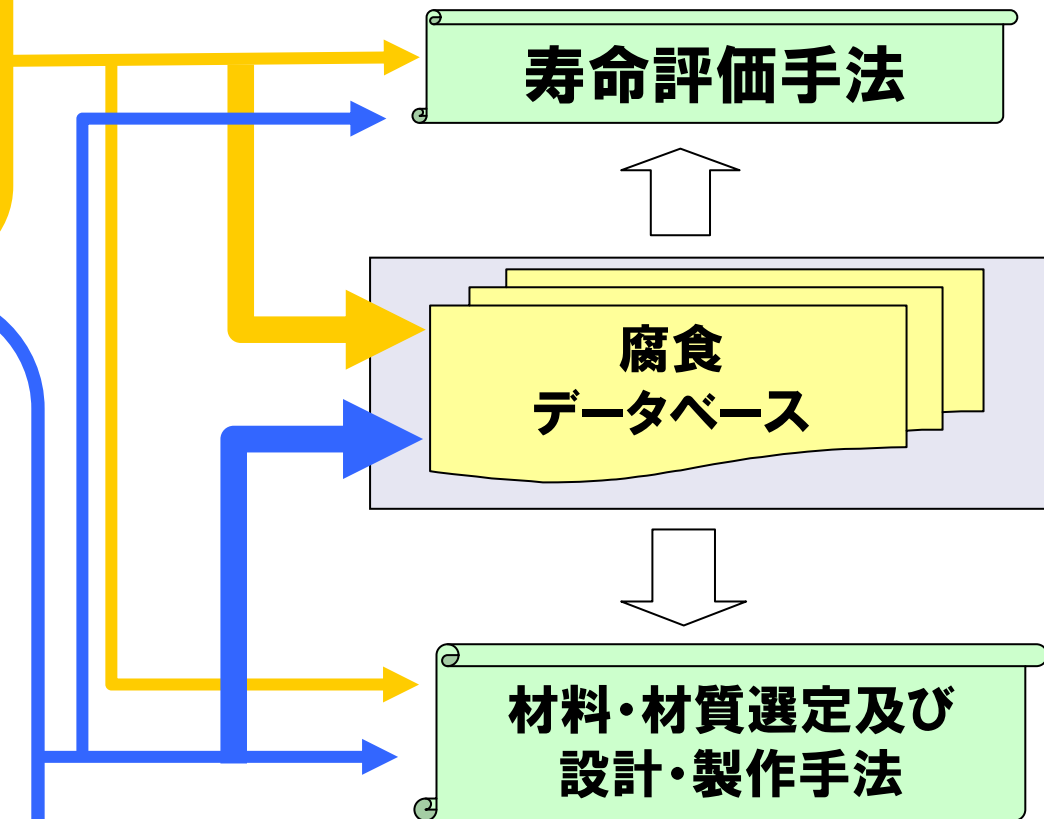 寿命評価手法
腐食
データベース
材料・材質選定及び
設計・製作手法